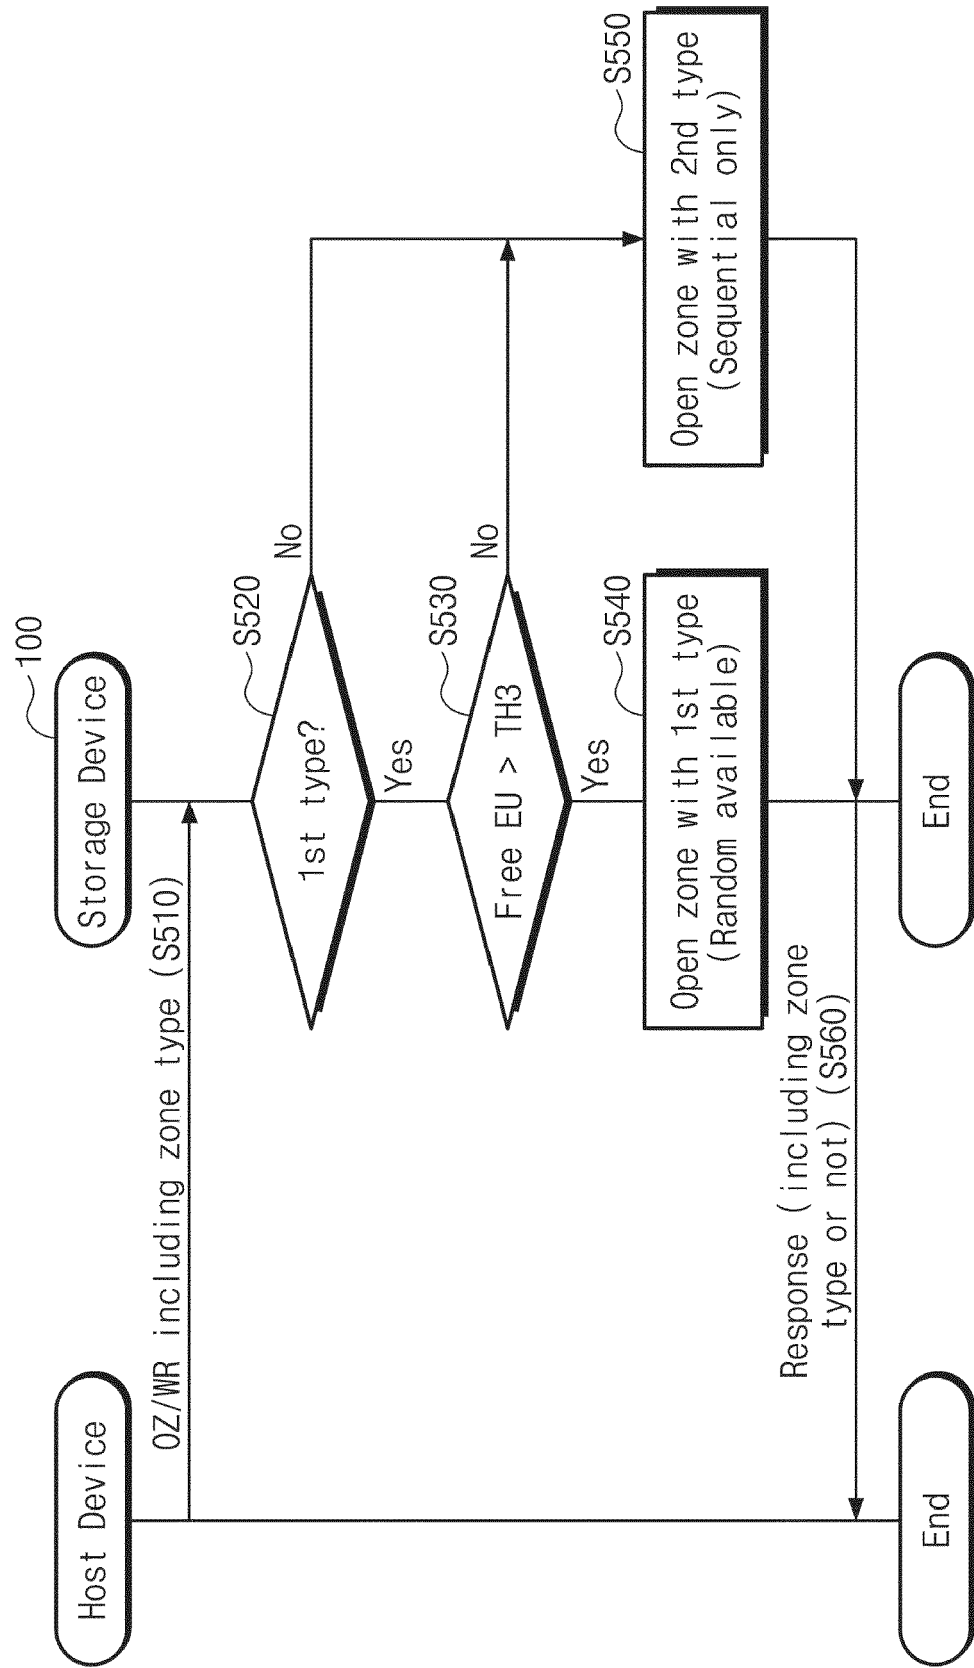 Host Device
Storage Device
100
OZ/WR including zone type (S510)
S520
1st type?
No
Yes
S530
Free EU > TH3
No
Yes
S540
Open zone with 1st type
(Random available)
S550
Open zone with 2nd type
(Sequential only)
Response (including zone
type or not) (S560)
End
End